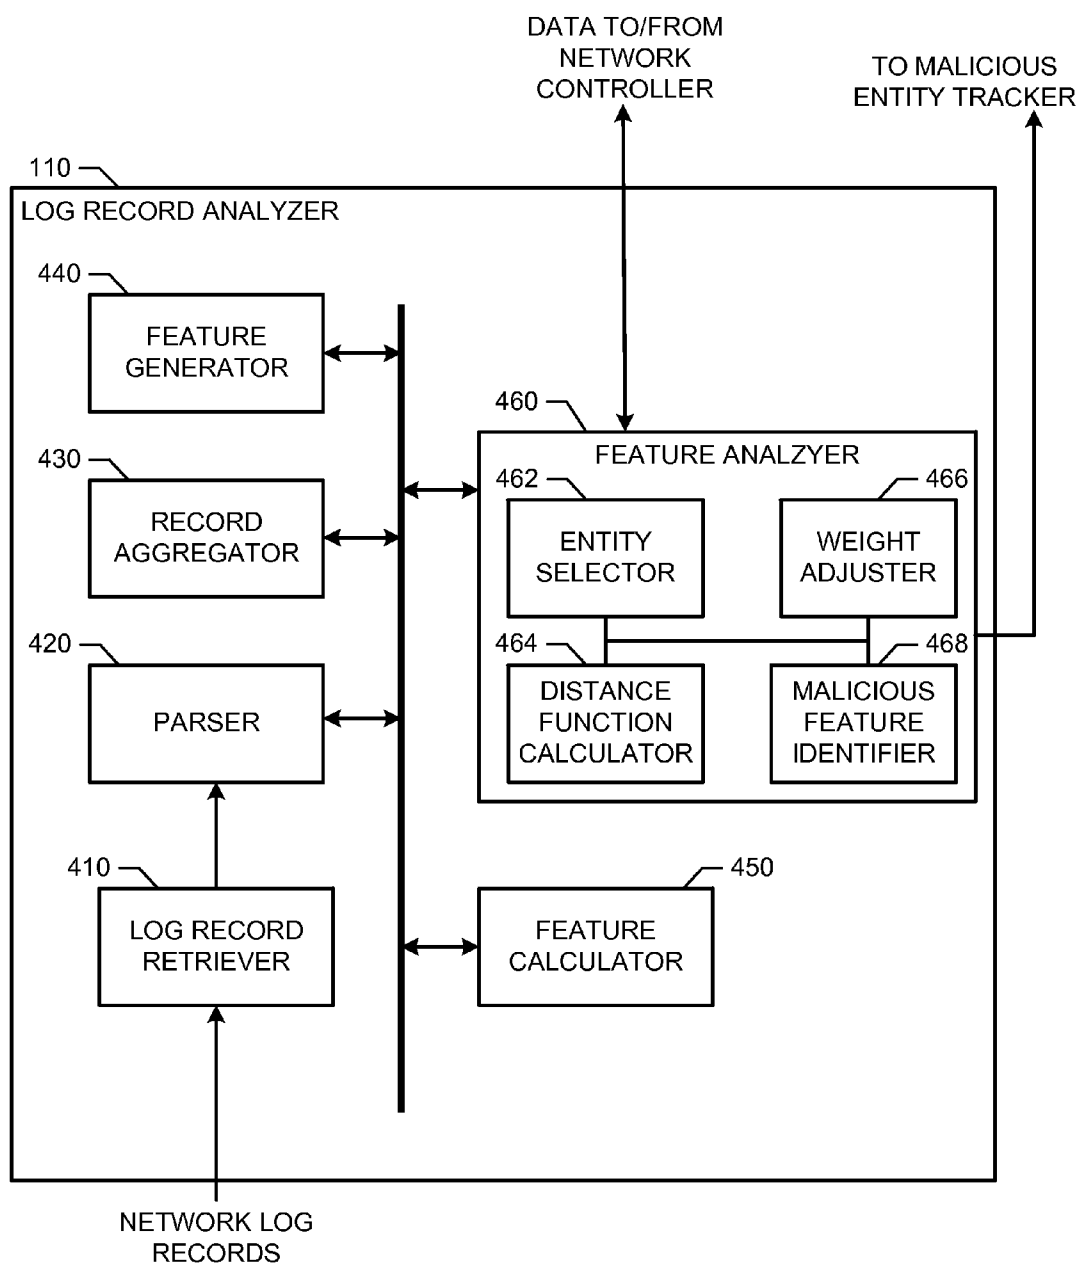 DATA TO/FROM
NETWORK
CONTROLLER
TO MALICIOUS
ENTITY TRACKER
110
LOG RECORD ANALYZER
440
FEATURE
GENERATOR
460
FEATURE ANALZYER
430
RECORD
AGGREGATOR
462
ENTITY
SELECTOR
466
WEIGHT
ADJUSTER
420
PARSER
464
DISTANCE
FUNCTION
CALCULATOR
468
MALICIOUS
FEATURE
IDENTIFIER
410
LOG RECORD
RETRIEVER
450
FEATURE
CALCULATOR
NETWORK LOG
RECORDS